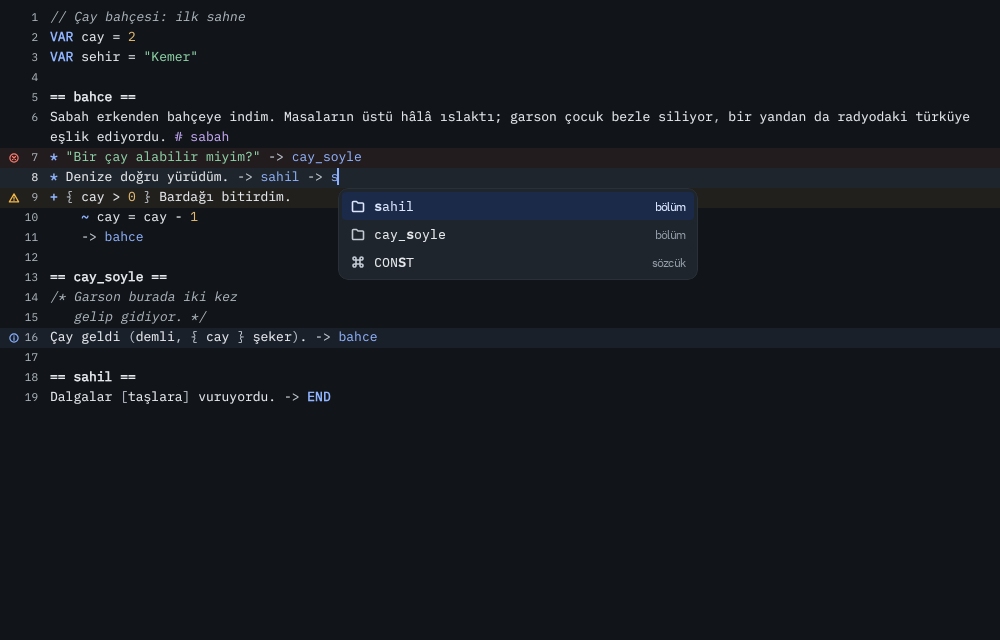 1 // Çay bahçesi: ilk sahne
2 VAR cay = 2
3 VAR sehir = "Kemer"
4
5 == bahce ==
6 Sabah erkenden bahçeye indim. Masaların üstü hâlâ ıslaktı; garson çocuk bezle siliyor, bir yandan da radyodaki türküye
eşlik ediyordu. # sabah
7 * "Bir çay alabilir miyim?" -> cay_soyle
8 * Denize doğru yürüdüm. -> sahil -> s
9 + { cay > 0 } Bardağı bitirdim.
sahil bölüm
cay_soyle bölüm
CONST sözcük
10 ~ cay = cay - 1
11 -> bahce
12
13 == cay_soyle ==
14 /* Garson burada iki kez
15 gelip gidiyor. */
16 Çay geldi (demli, { cay } şeker). -> bahce
17
18 == sahil ==
19 Dalgalar [taşlara] vuruyordu. -> END